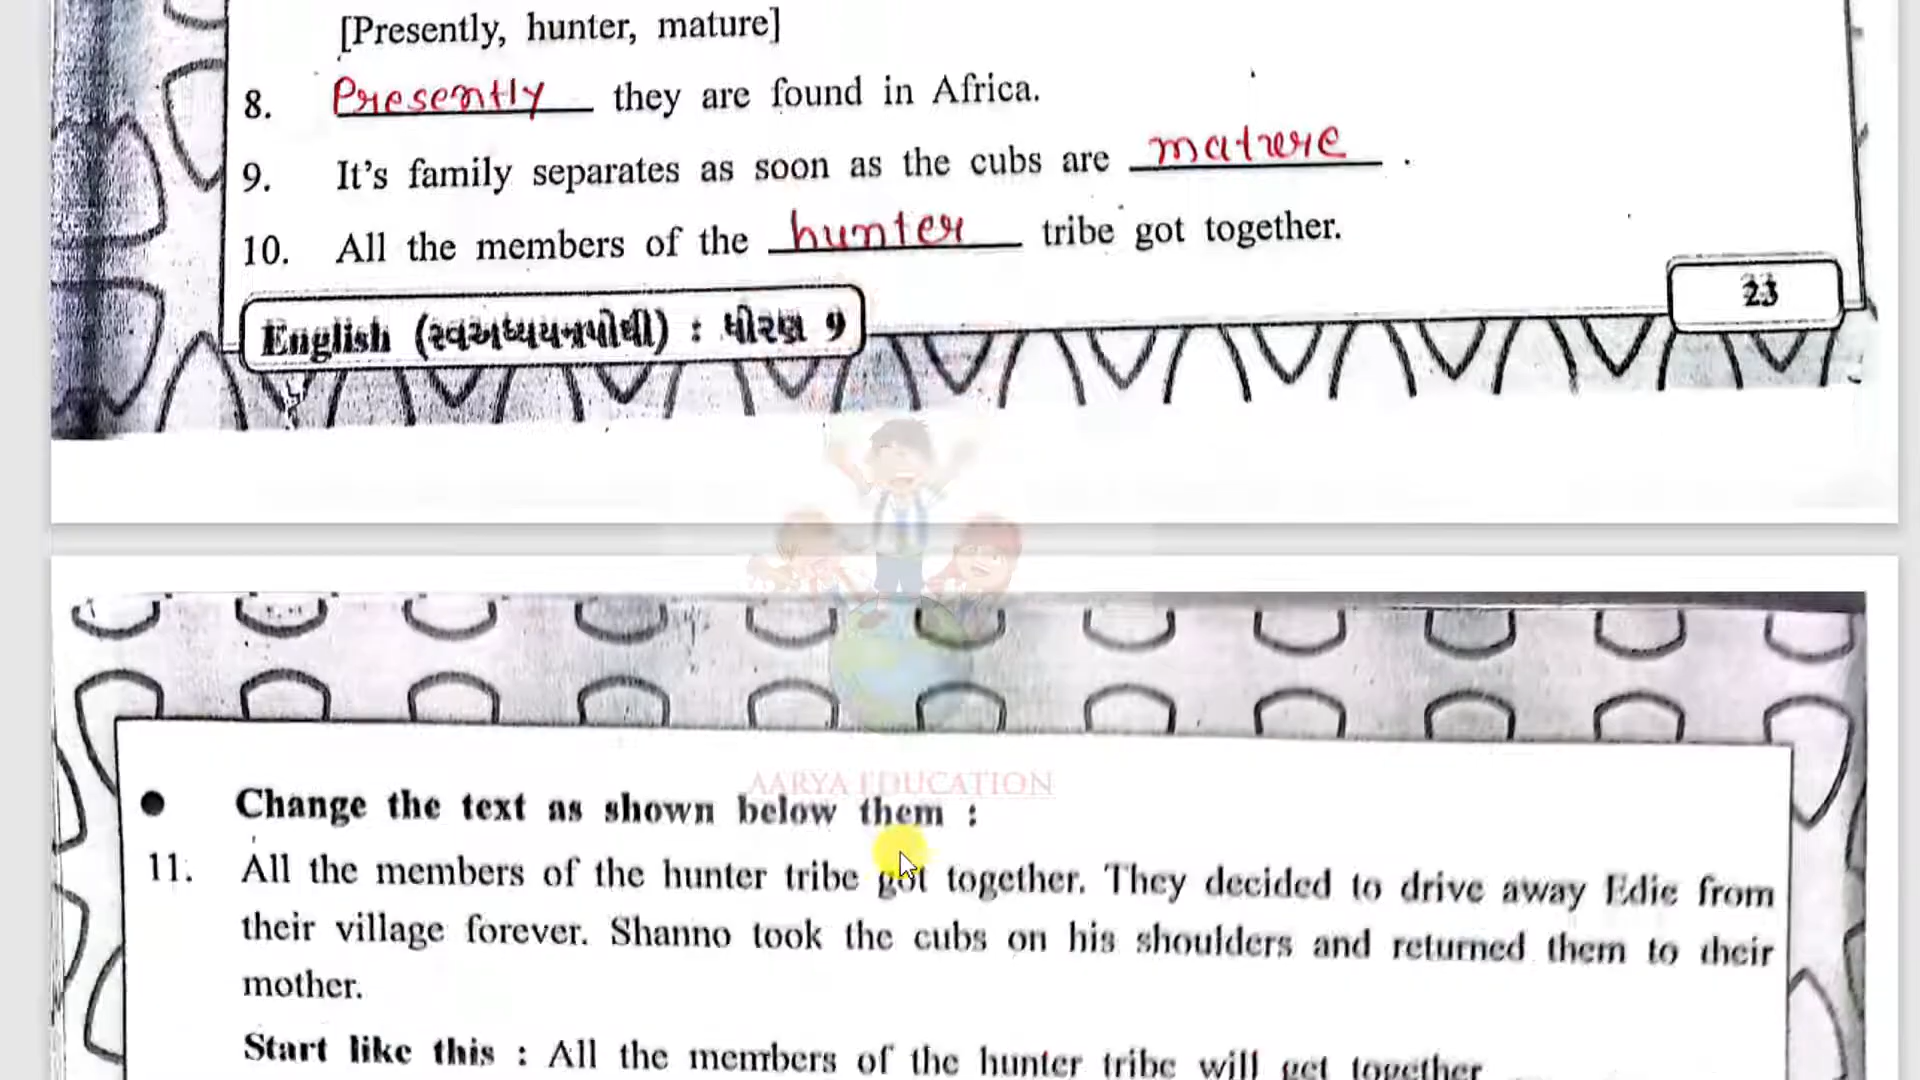 [Presently, hunter, mature]
8. Presently they are found in Africa.
9. It's family separates as soon as the cubs are mature .
10. All the members of the hunter tribe got together.
English (સ્વઅધ્યયનપોથી) : ધોરણ 9
23
AARYA EDUCATION
● Change the text as shown below them :
11. All the members of the hunter tribe got together. They decided to drive away Edie from
their village forever. Shanno took the cubs on his shoulders and returned them to their
mother.
Start like this : All the members of the hunter tribe will get together